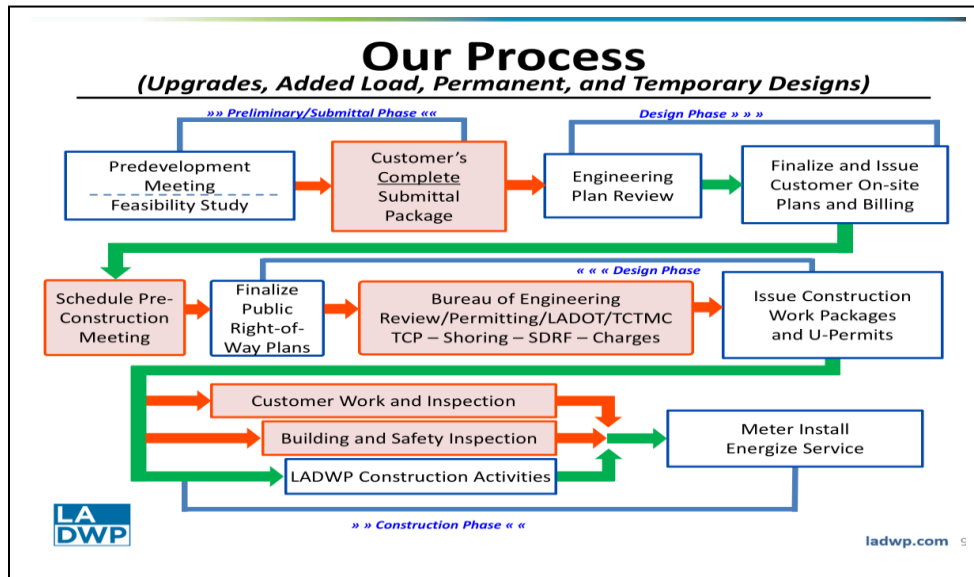 Our Process
(Upgrades, Added Load, Permanent, and Temporary Designs)
»» Preliminary/Submittal Phase ««
Design Phase » » »
Predevelopment
Meeting
Feasibility Study
Customer's
Complete
Submittal
Package
Engineering
Plan Review
Finalize and Issue
Customer On-site
Plans and Billing
« « « Design Phase
Schedule Pre-
Construction
Meeting
Finalize
Public
Right-of-
Way Plans
Bureau of Engineering
Review/Permitting/LADOT/TCTMC
TCP – Shoring – SDRF – Charges
Issue Construction
Work Packages
and U-Permits
Customer Work and Inspection
Building and Safety Inspection
LADWP Construction Activities
Meter Install
Energize Service
» » Construction Phase « «
LA
DWP
ladwp.com 9